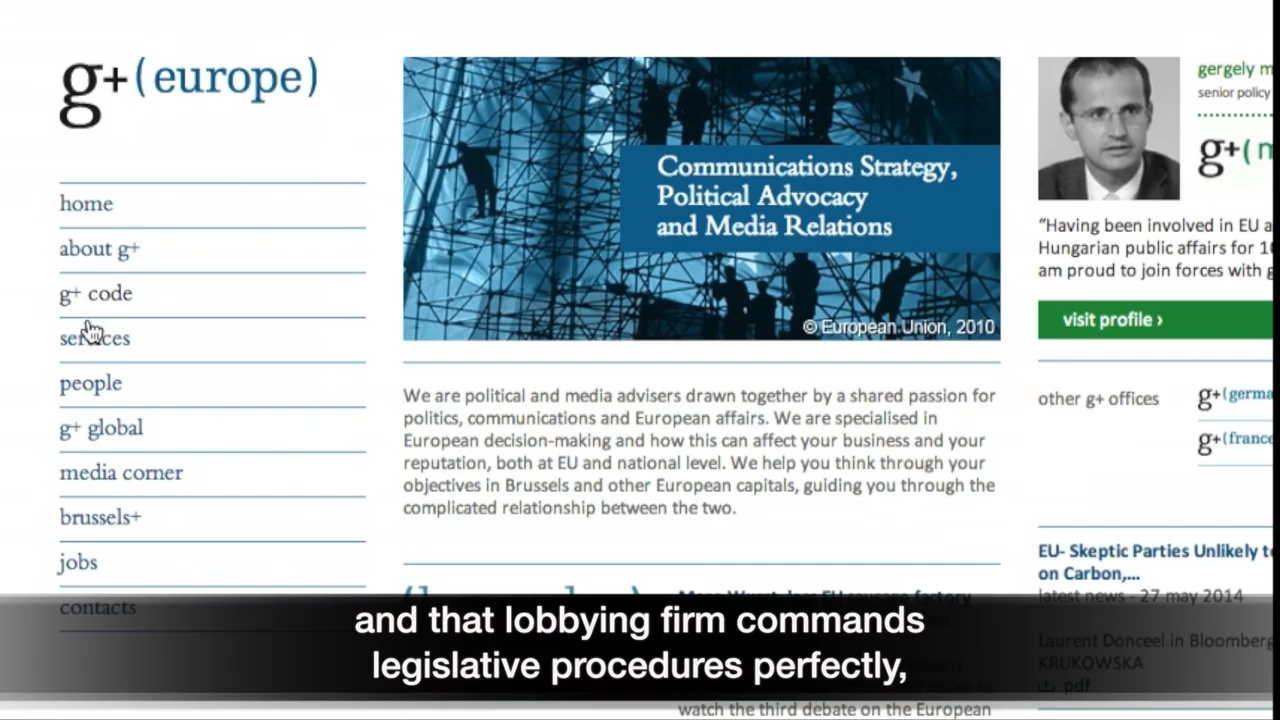 g+(europe)
home
about g+
g+ code
services
people
g+ global
media corner
brussels+
jobs
contacts
Communications Strategy,
Political Advocacy
and Media Relations
© European Union, 2010
We are political and media advisers drawn together by a shared passion for
politics, communications and European affairs. We are specialised in
European decision-making and how this can affect your business and your
reputation, both at EU and national level. We help you think through your
objectives in Brussels and other European capitals, guiding you through the
complicated relationship between the two.
watch the third debate on the European
gergely m
senior policy
g+(
“Having been involved in EU a
Hungarian public affairs for
am proud to join forces with g
visit profile ›
other g+ offices
g+(germa
g+(france
EU- Skeptic Parties Unlikely
on Carbon,...
latest news - 27 may 2014
Laurent Donceel in Bloomberg
KRUKOWSKA
pdf
and that lobbying firm commands
legislative procedures perfectly,